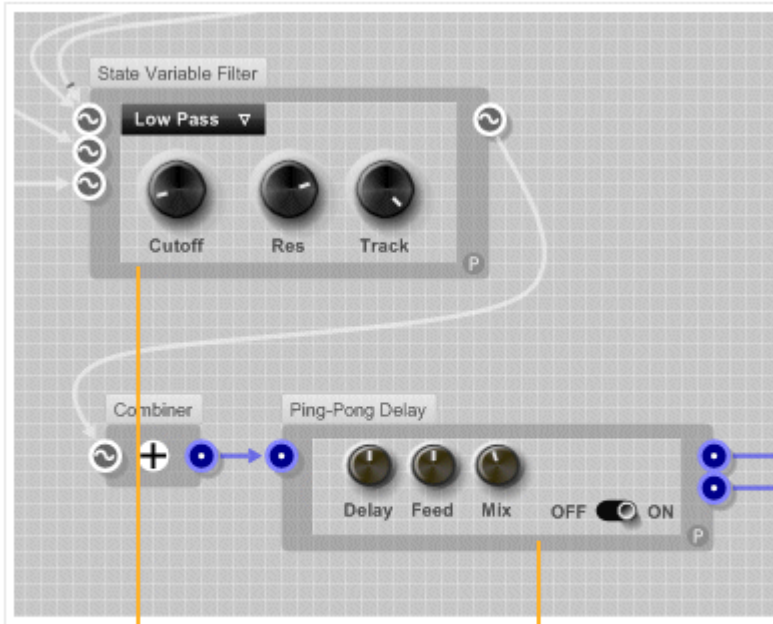 State Variable Filter
Low Pass
Cutoff Res Track
P
Combiner Ping-Pong Delay
Delay Feed Mix OFF ON
P